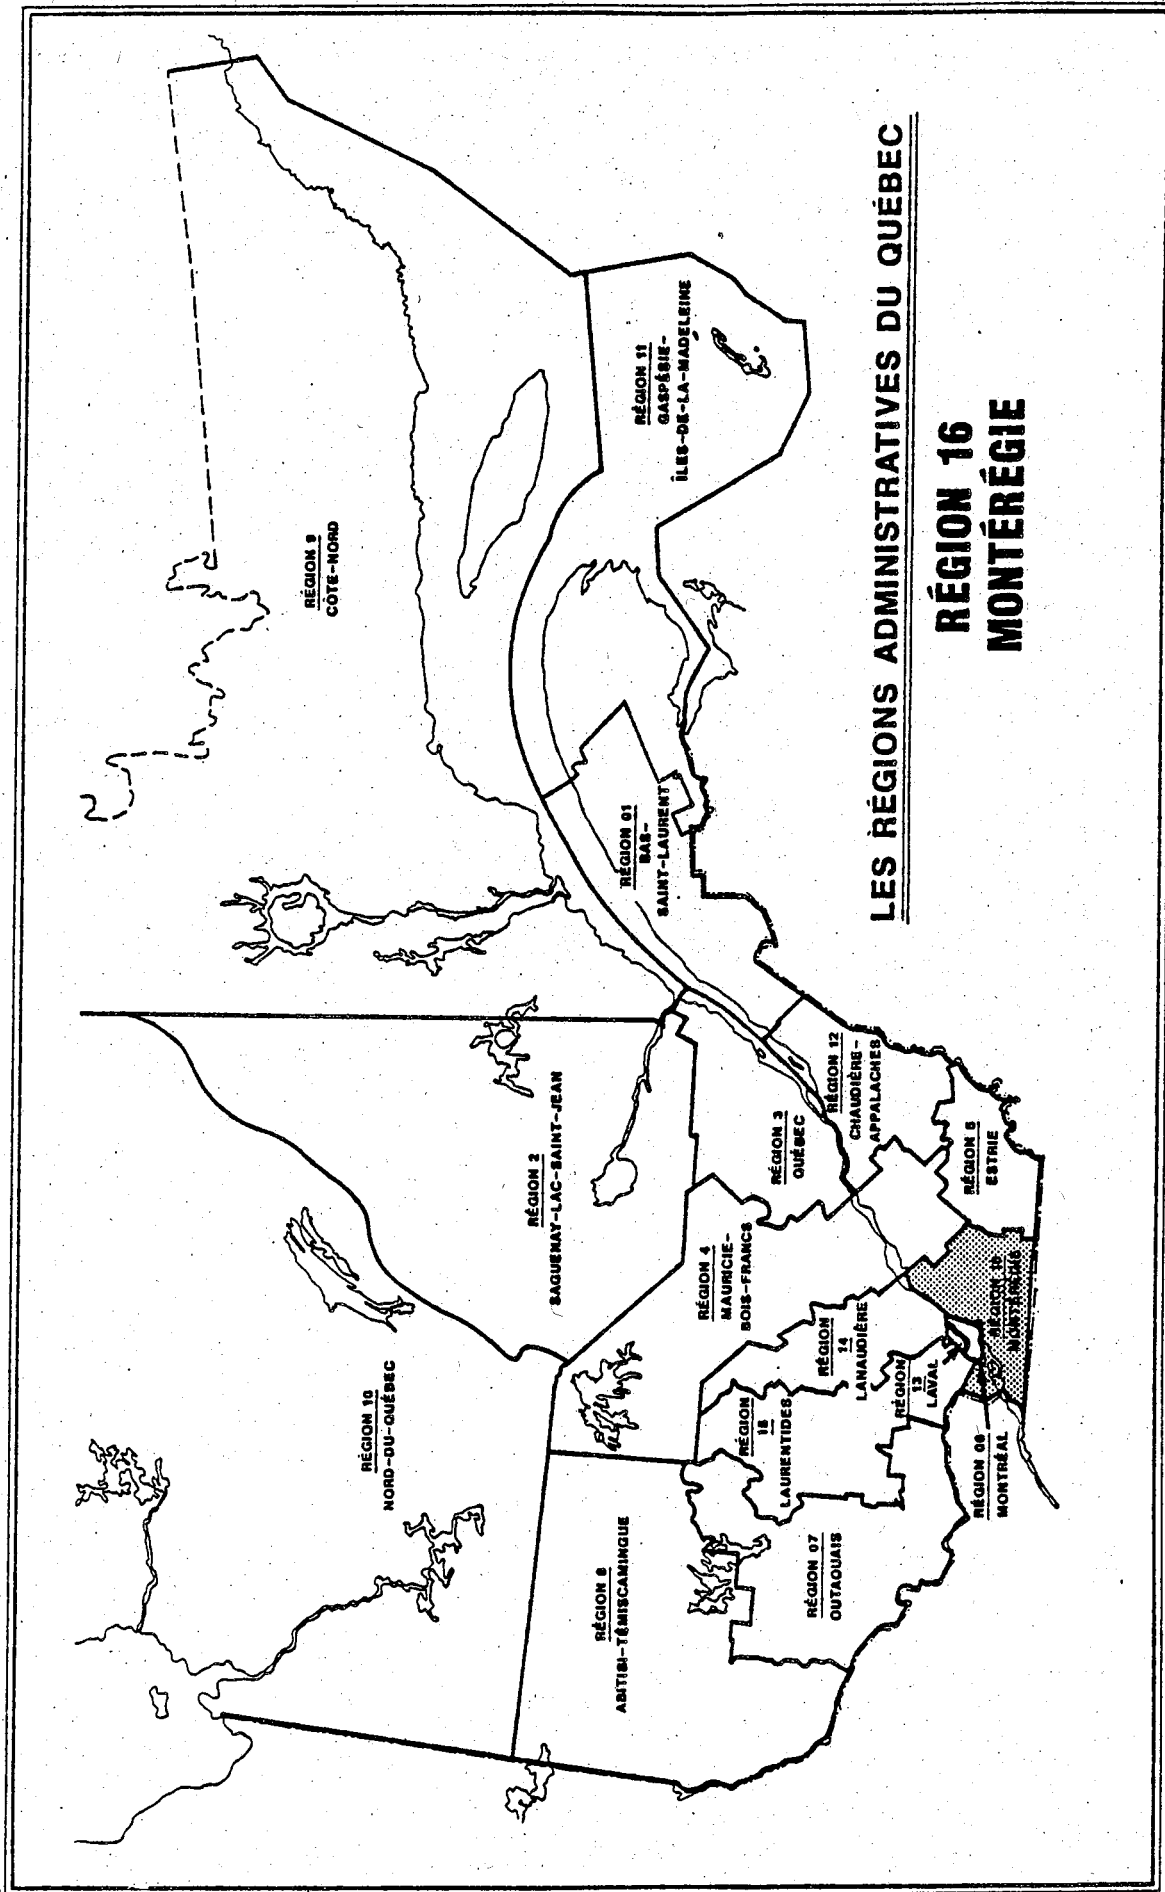 LES RÉGIONS ADMINISTRATIVES DU QUÉBEC
RÉGION 16
MONTÉRÉGIE
RÉGION 9
CÔTE-NORD
RÉGION 11
GASPÉSIE-
ÎLES-DE-LA-MADELEINE
RÉGION 01
BAS-
SAINT-LAURENT
RÉGION 10
NORD-DU-QUÉBEC
RÉGION 2
SAGUENAY-LAC-SAINT-JEAN
RÉGION 3
QUÉBEC
RÉGION 12
CHAUDIÈRE-
APPALACHES
RÉGION 5
ESTRIE
RÉGION 4
MAURICIE-
BOIS-FRANCS
RÉGION
14
LANAUDIÈRE
RÉGION
15
LAURENTIDES
RÉGION
13
LAVAL
RÉGION 16
MONTÉRÉGIE
RÉGION 06
MONTRÉAL
RÉGION 07
OUTAOUAIS
RÉGION 8
ABITIBI-TÉMISCAMINGUE